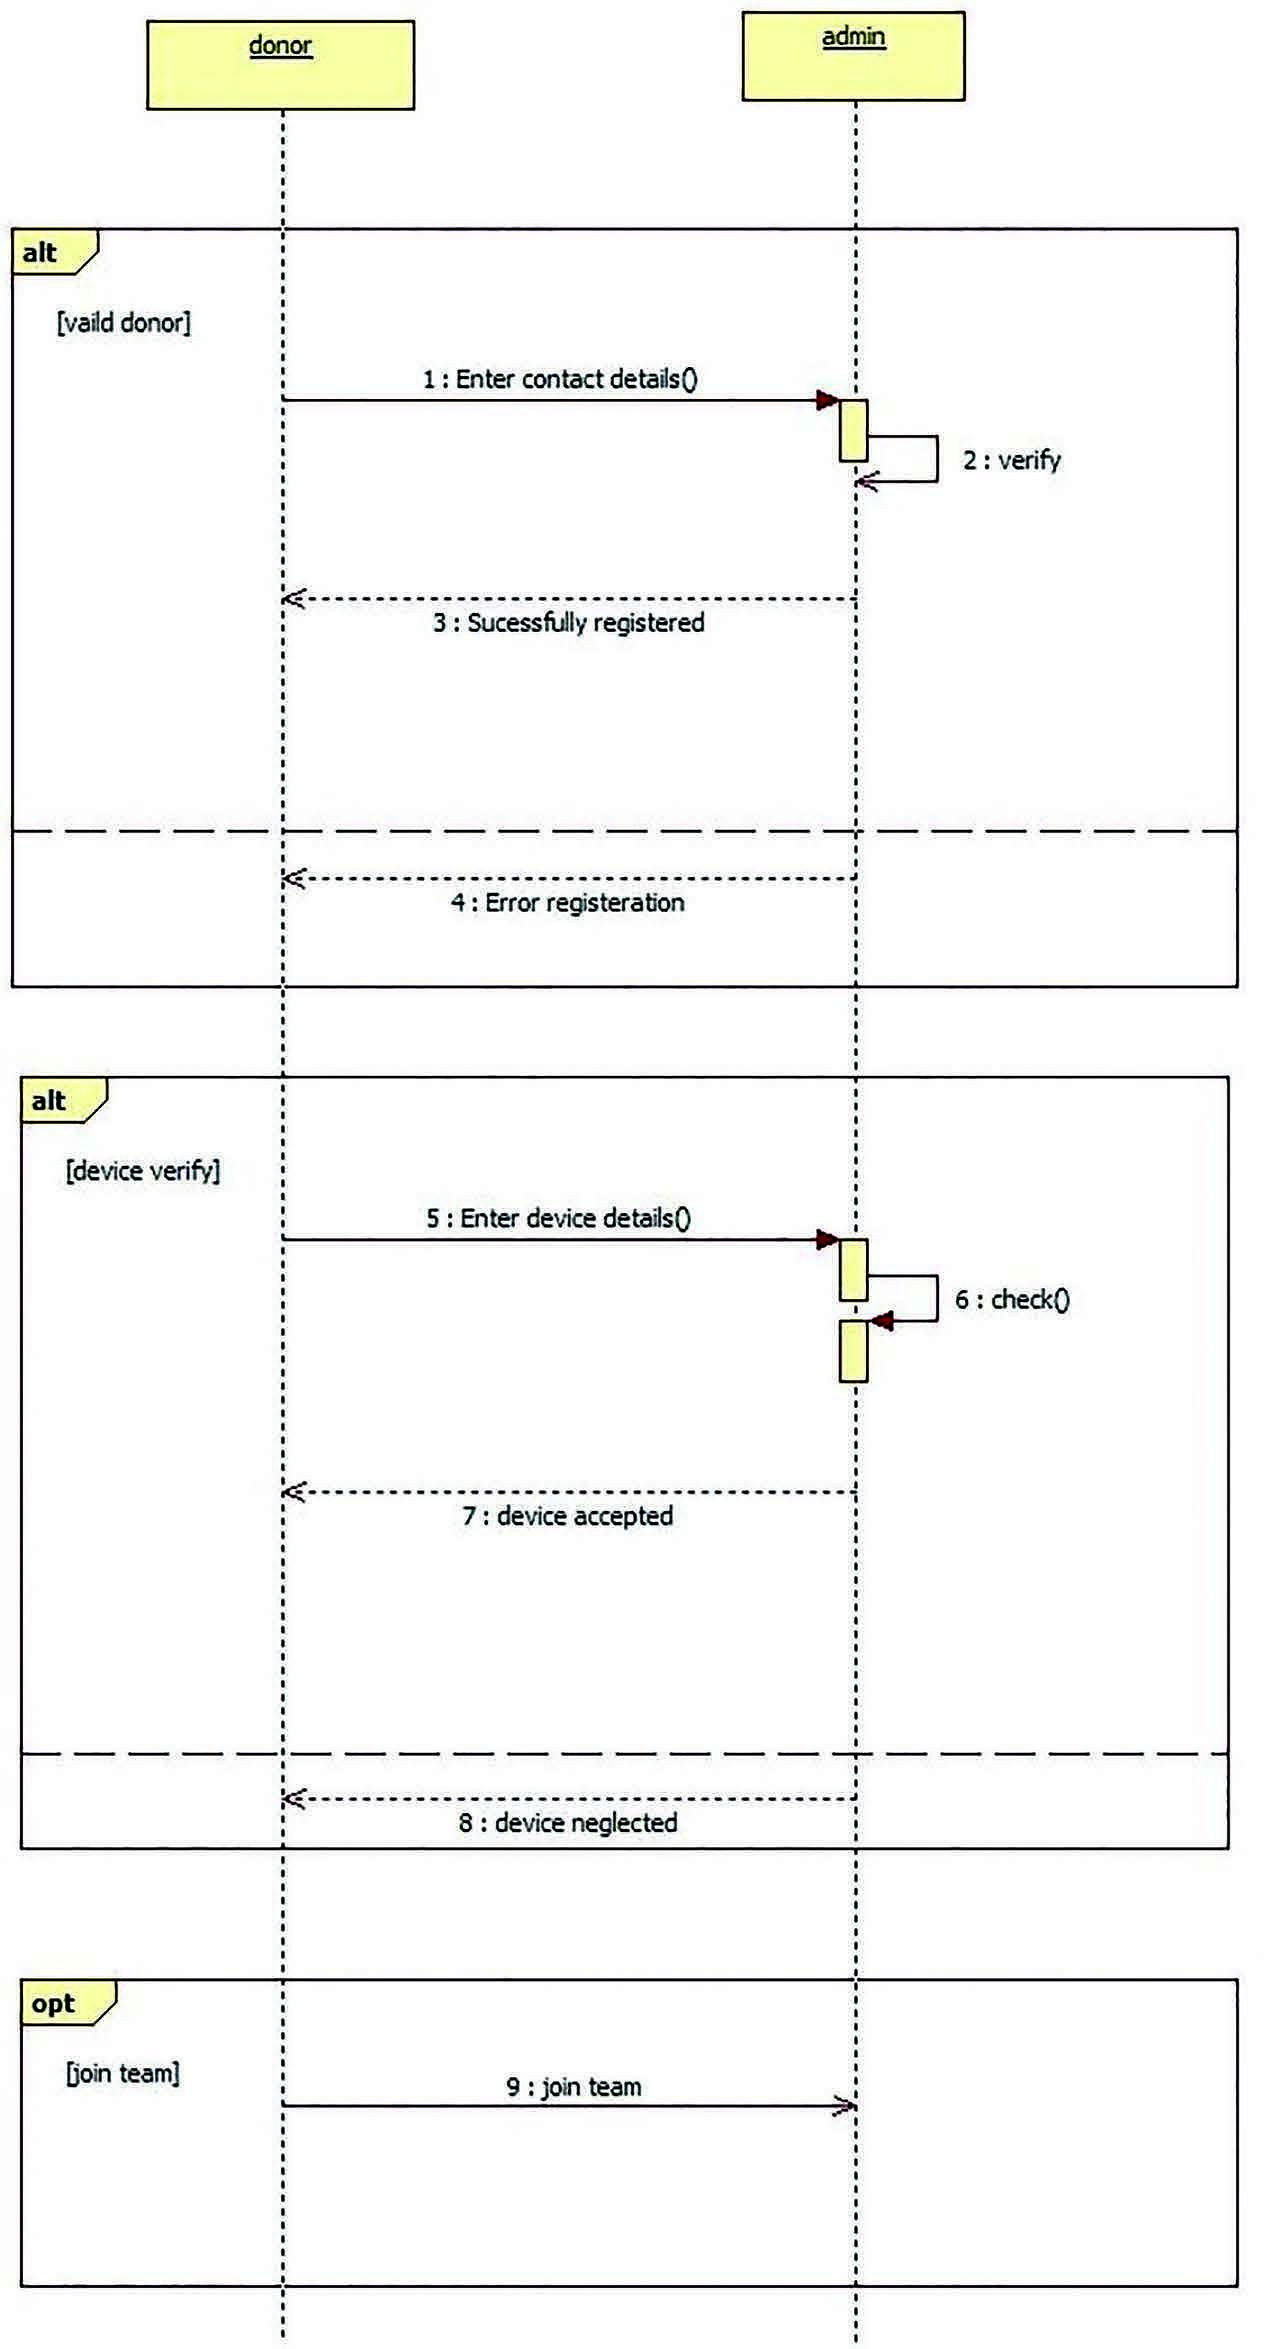 donor
admin
alt
[vaild donor]
1 : Enter contact details()
2 : verify
3 : Sucessfully registered
4 : Error registeration
alt
[device verify]
5 : Enter device details()
6 : check()
7 : device accepted
8 : device neglected
opt
[join team]
9 : join team